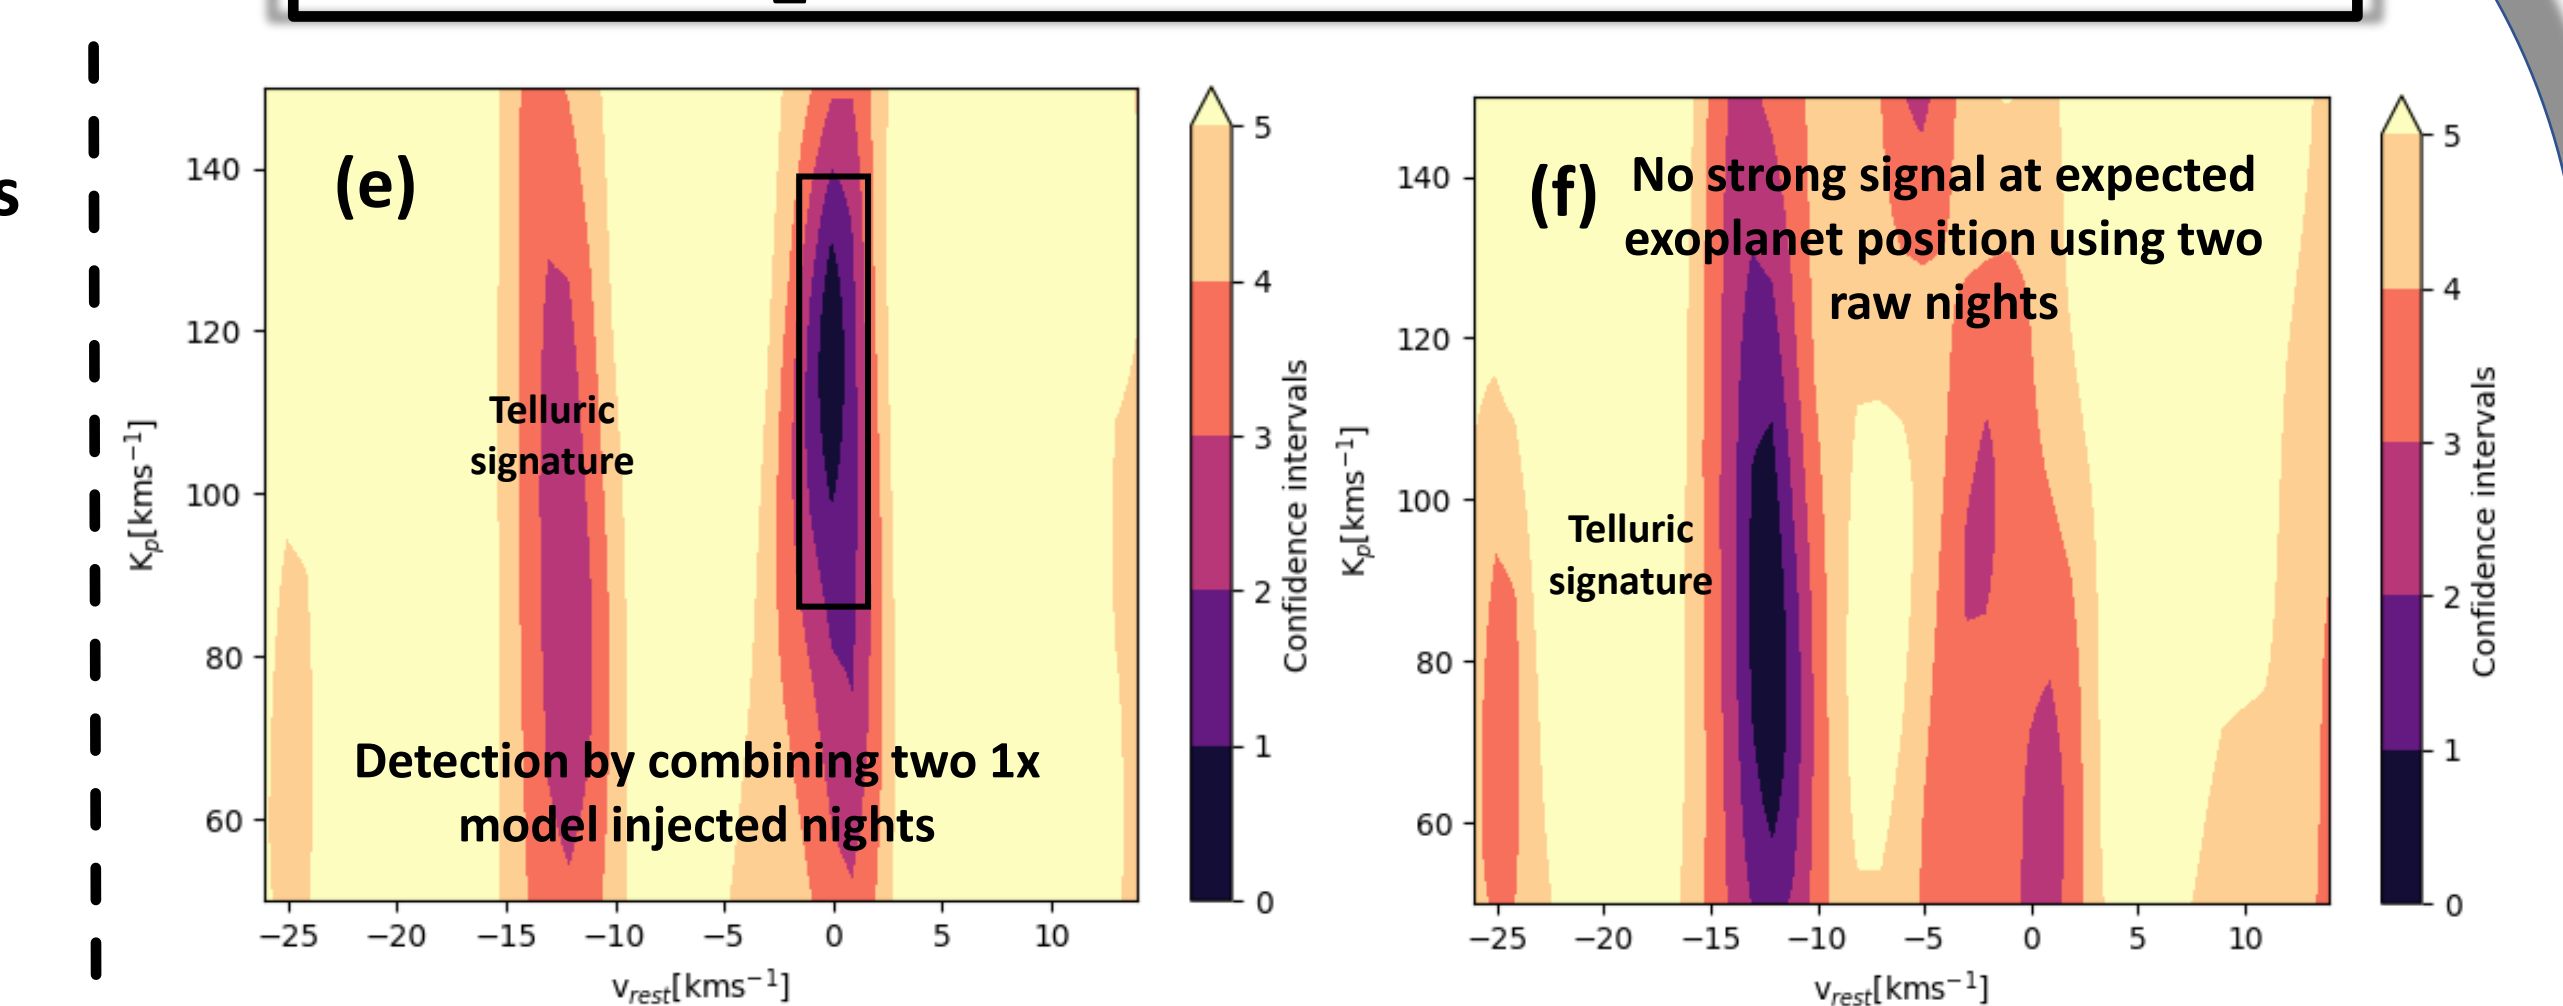 s
(e)
140
120
100
80
60
Kp[kms−1]
Telluric
signature
Detection by combining two 1x
model injected nights
−25 −20 −15 −10 −5 0 5 10
vrest[kms−1]
5
4
3
2
1
0
Confidence intervals
(f)
No strong signal at expected
exoplanet position using two
raw nights
140
120
100
80
60
Kp[kms−1]
Telluric
signature
−25 −20 −15 −10 −5 0 5 10
vrest[kms−1]
5
4
3
2
1
0
Confidence intervals